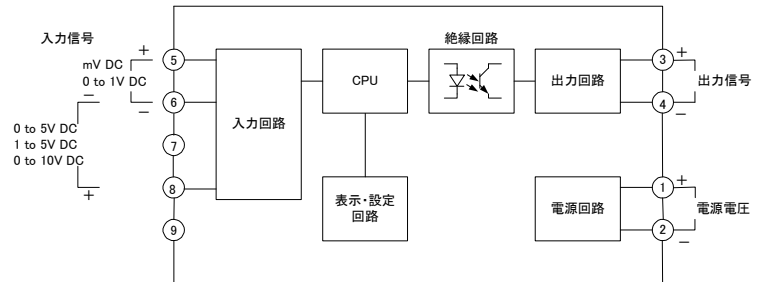 入力信号
+
mV DC
0 to 1V DC
−
−
0 to 5V DC
1 to 5V DC
0 to 10V DC
+
5
6
7
8
9
入力回路
CPU
表示・設定
回路
絶縁回路
出力回路
電源回路
3
4
+
出力信号
−
1
2
+
電源電圧
−